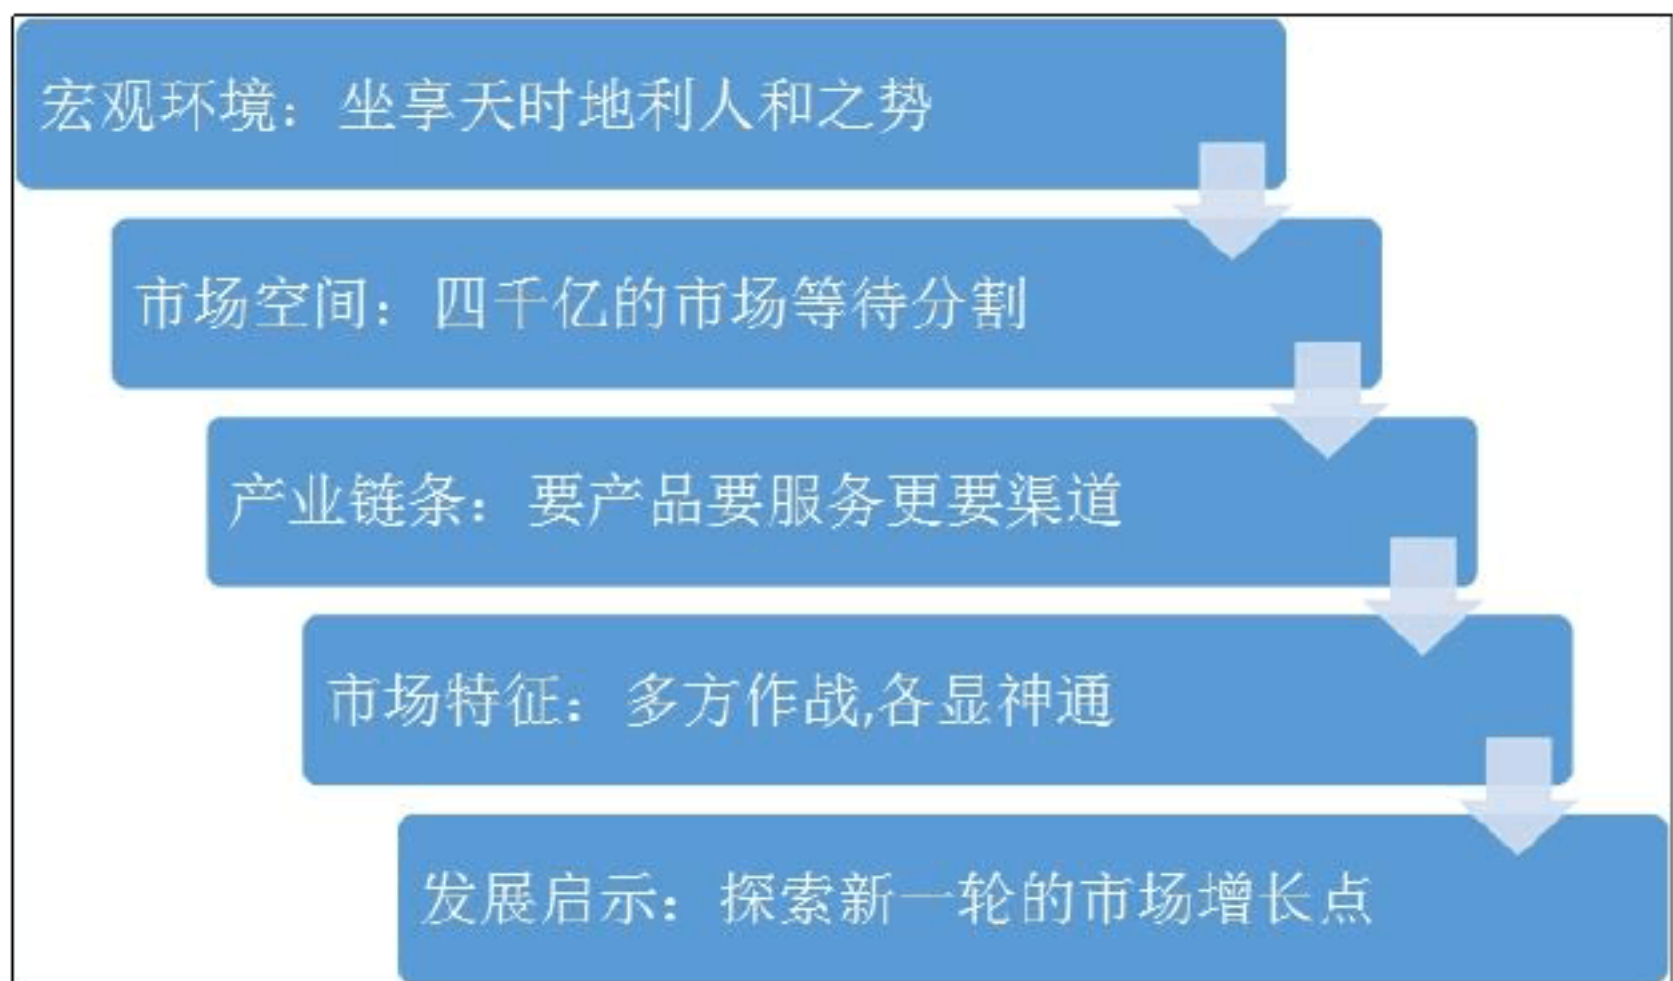 宏观环境：坐享天时地利人和之势
市场空间：四千亿的市场等待分割
产业链条：要产品要服务更要渠道
市场特征：多方作战,各显神通
发展启示：探索新一轮的市场增长点